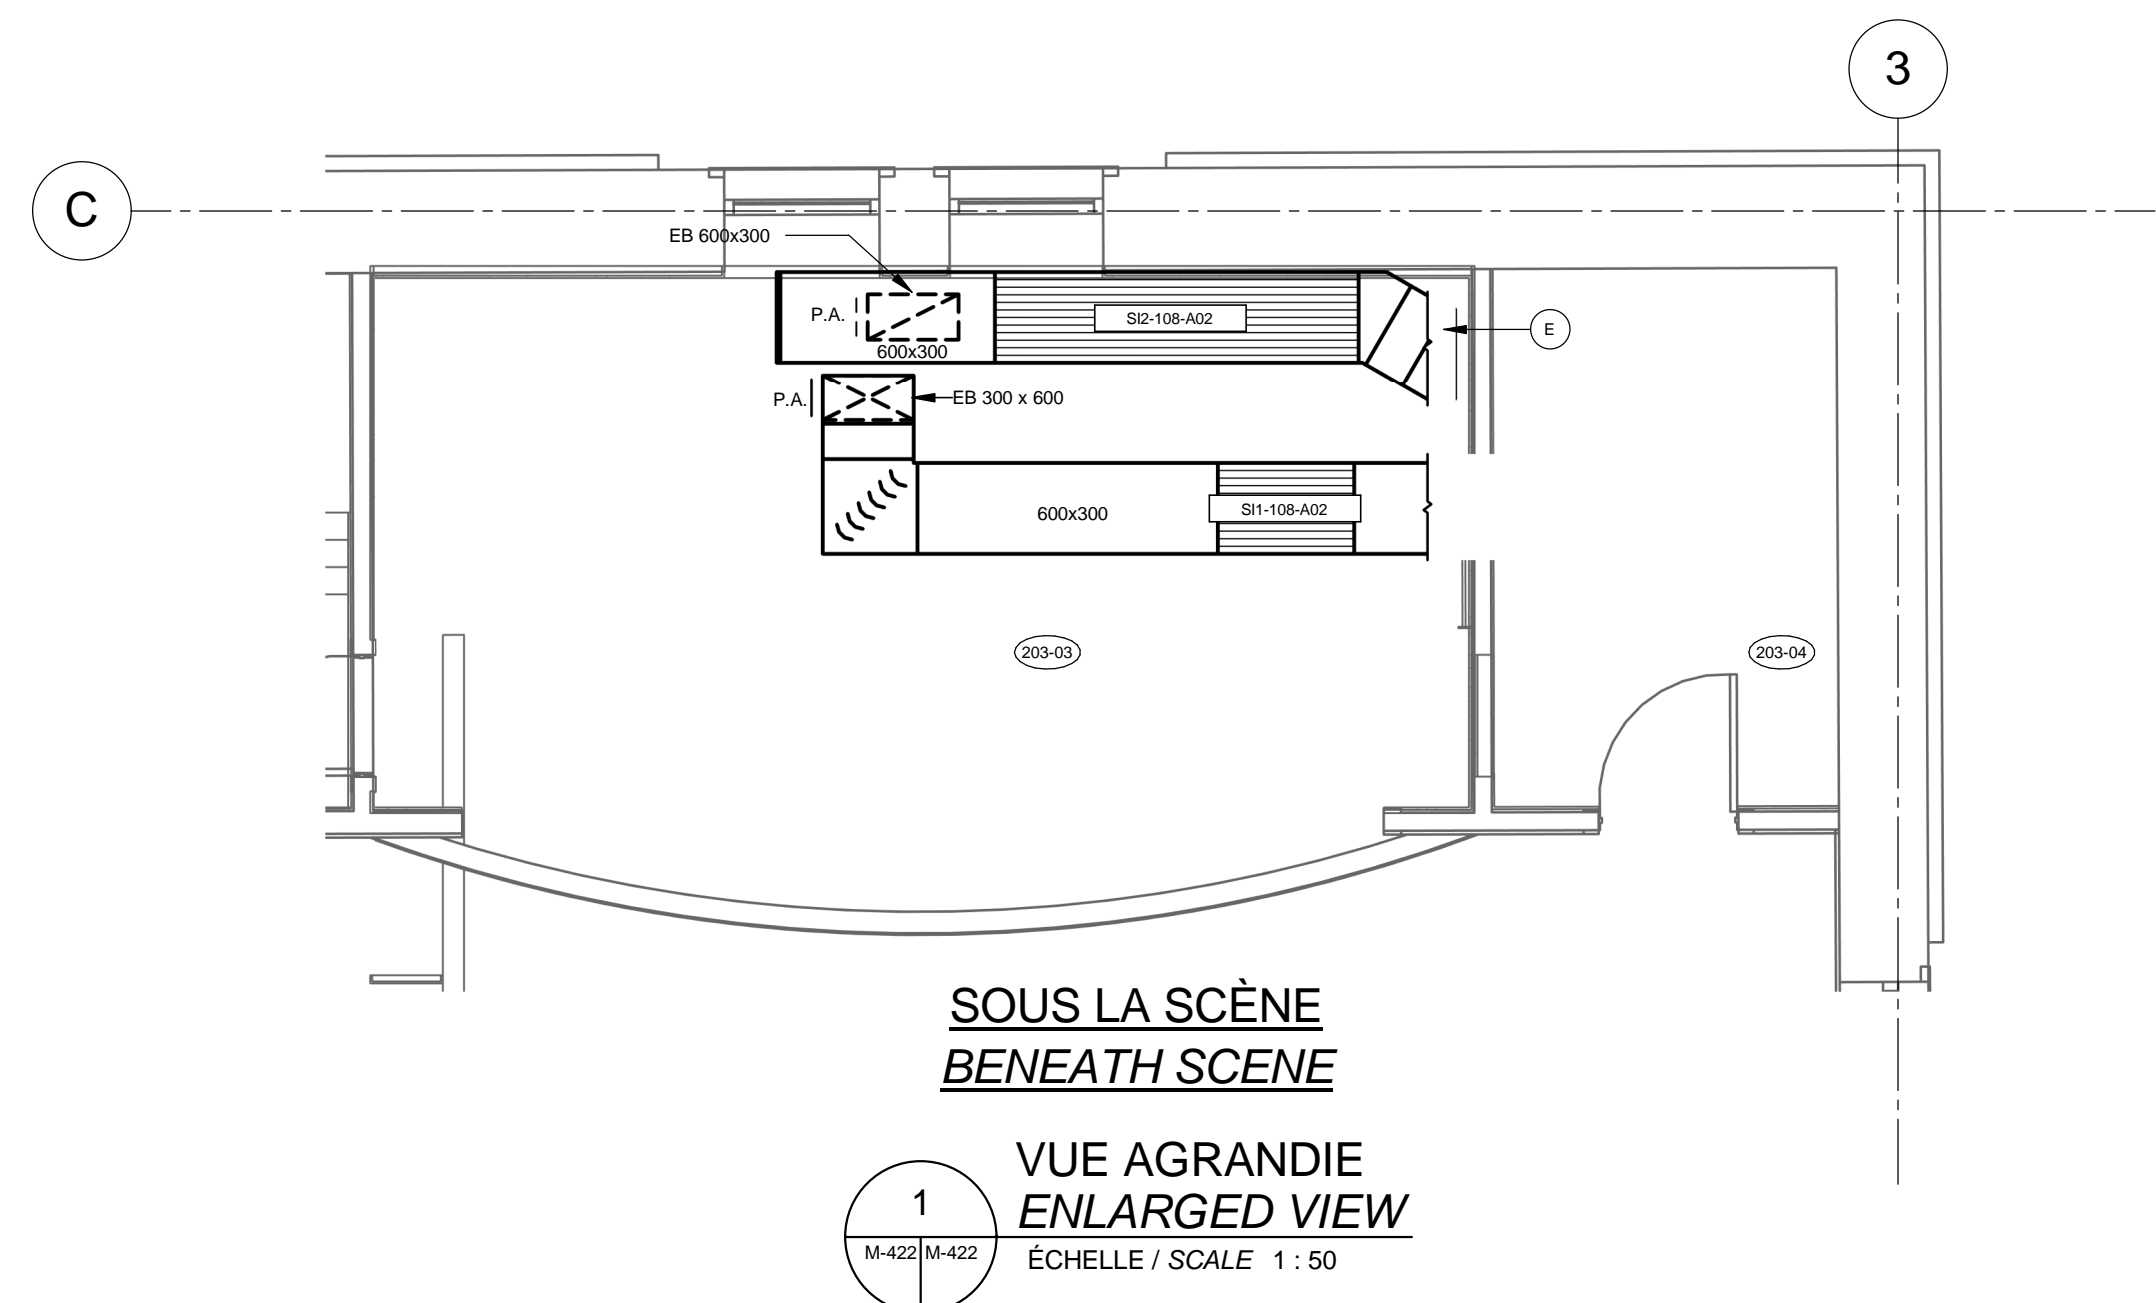 3
C
EB 600x300
P.A.
SI2-108-A02
E
600x300
P.A.
EB 300 x 600
600x300
SI1-108-A02
203-03
203-04
SOUS LA SCÈNE
BENEATH SCENE
1
M-422 M-422
VUE AGRANDIE
ENLARGED VIEW
ÉCHELLE / SCALE 1 : 50